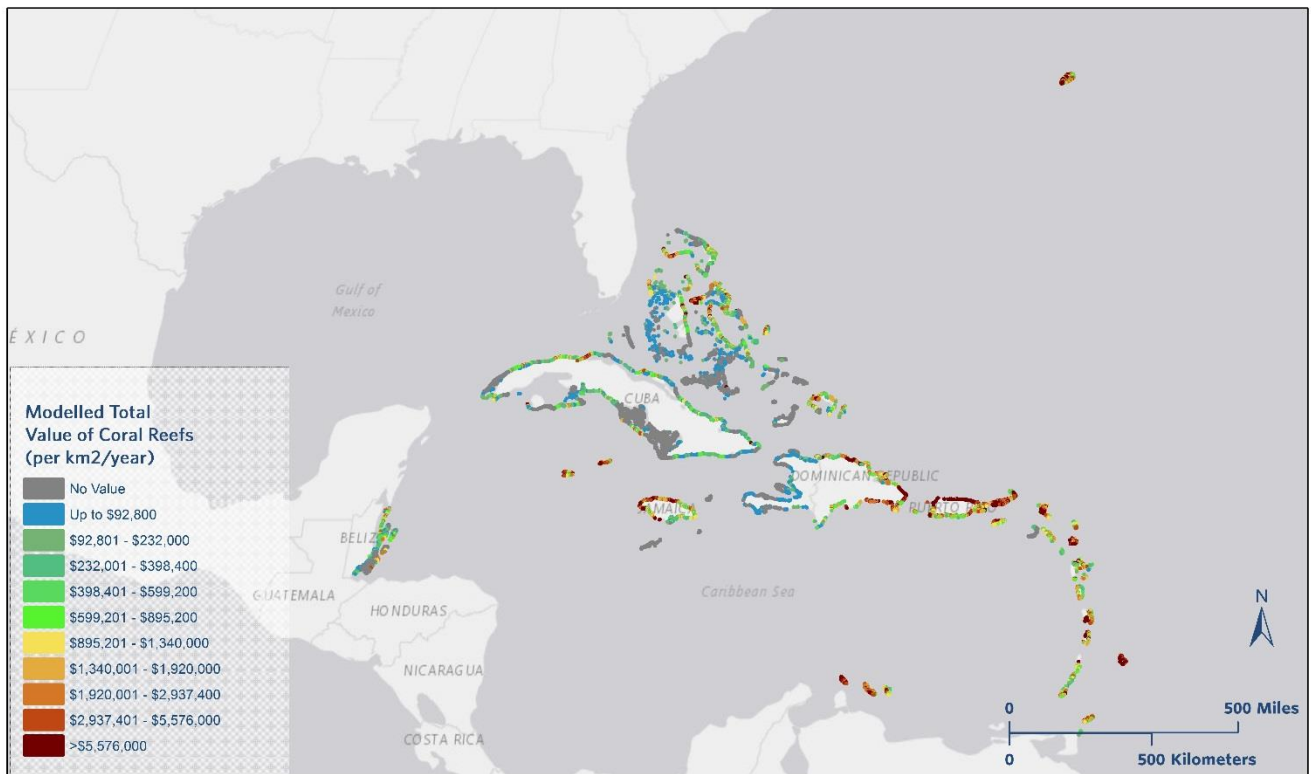 Gulf of
Mexico
ÉXICO
CUBA
DOMINICAN REPUBLIC
JAMAICA
PUERTO RICO
BELIZ
GUATEMALA
HONDURAS
Caribbean Sea
NICARAGUA
COSTA RICA
Modelled Total
Value of Coral Reefs
(per km2/year)
No Value
Up to $92,800
$92,801 - $232,000
$232,001 - $398,400
$398,401 - $599,200
$599,201 - $895,200
$895,201 - $1,340,000
$1,340,001 - $1,920,000
$1,920,001 - $2,937,400
$2,937,401 - $5,576,000
>$5,576,000
N
0 500 Miles
0 500 Kilometers